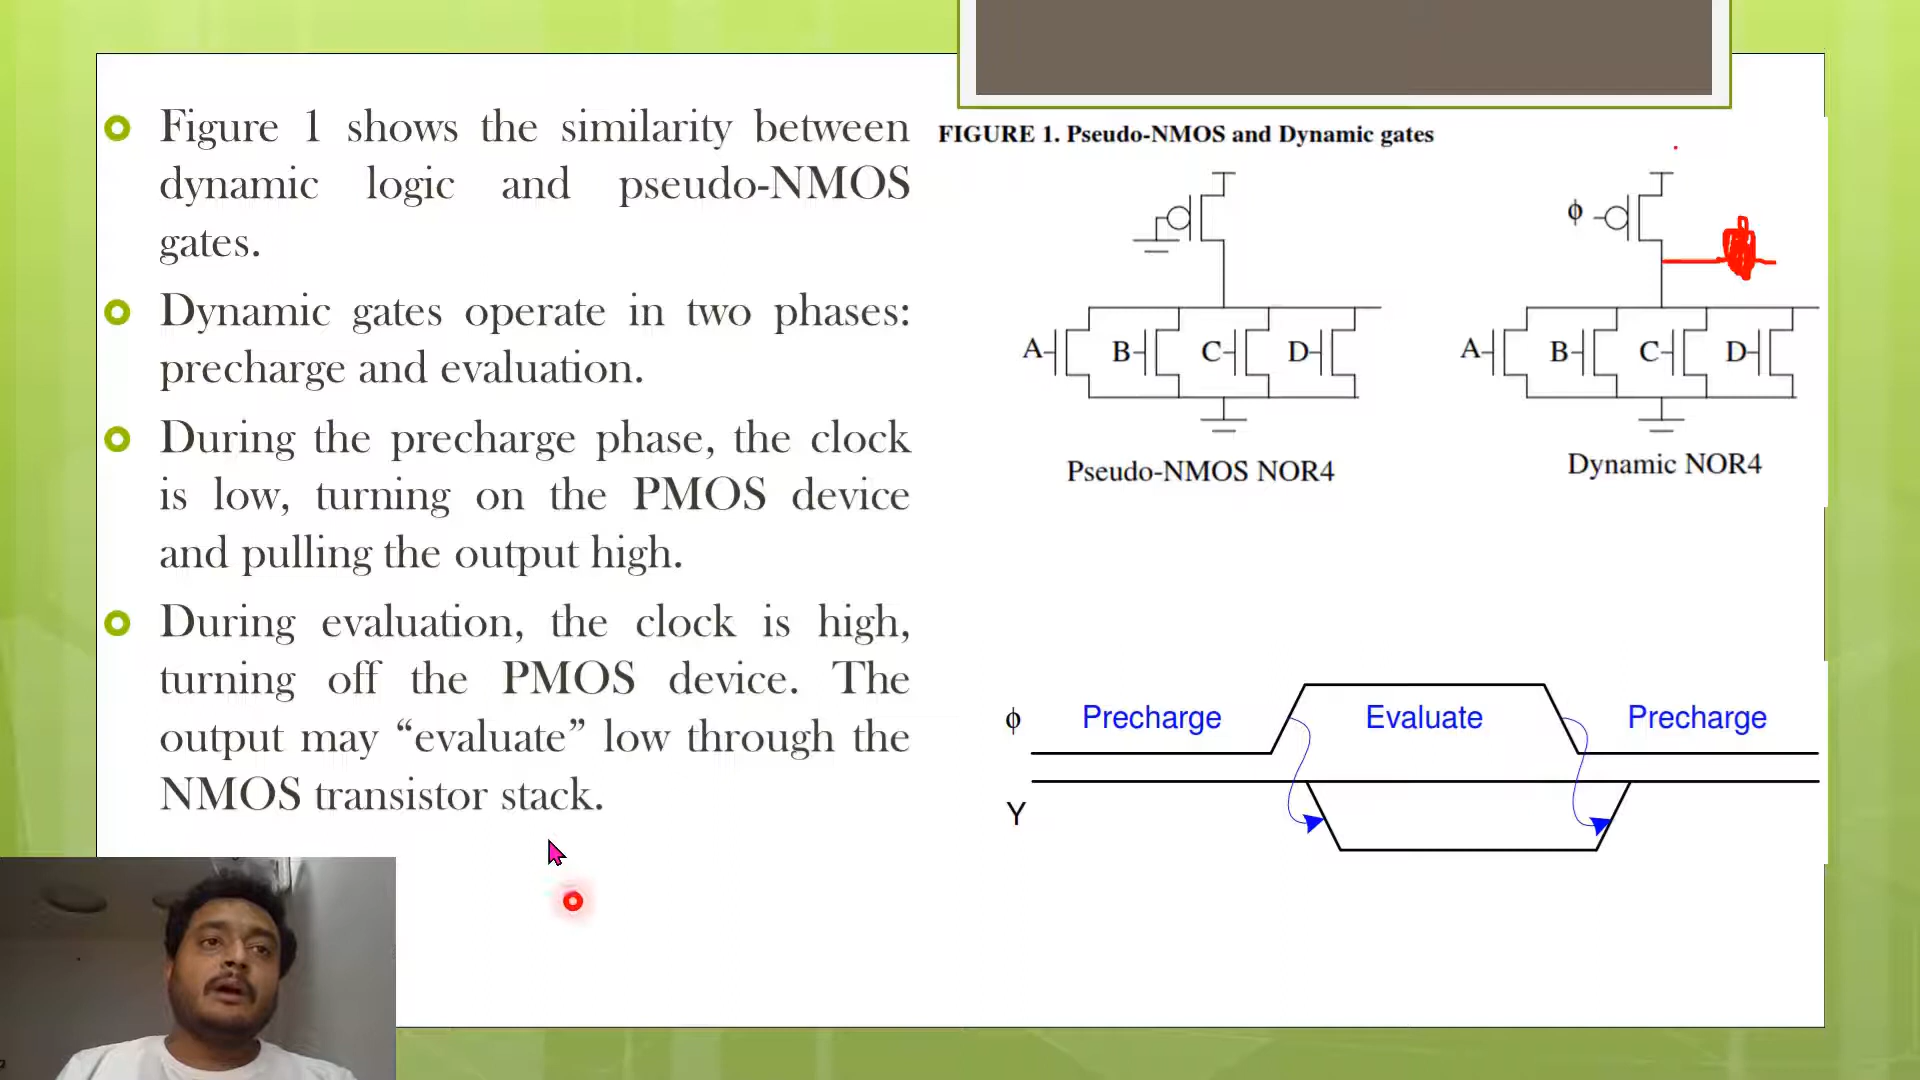 Figure 1 shows the similarity between
dynamic logic and pseudo-NMOS
gates.
Dynamic gates operate in two phases:
precharge and evaluation.
During the precharge phase, the clock
is low, turning on the PMOS device
and pulling the output high.
During evaluation, the clock is high,
turning off the PMOS device. The
output may “evaluate” low through the
NMOS transistor stack.
FIGURE 1. Pseudo-NMOS and Dynamic gates
ϕ
A B C D
A B C D
Pseudo-NMOS NOR4
Dynamic NOR4
ϕ Precharge Evaluate Precharge
Y